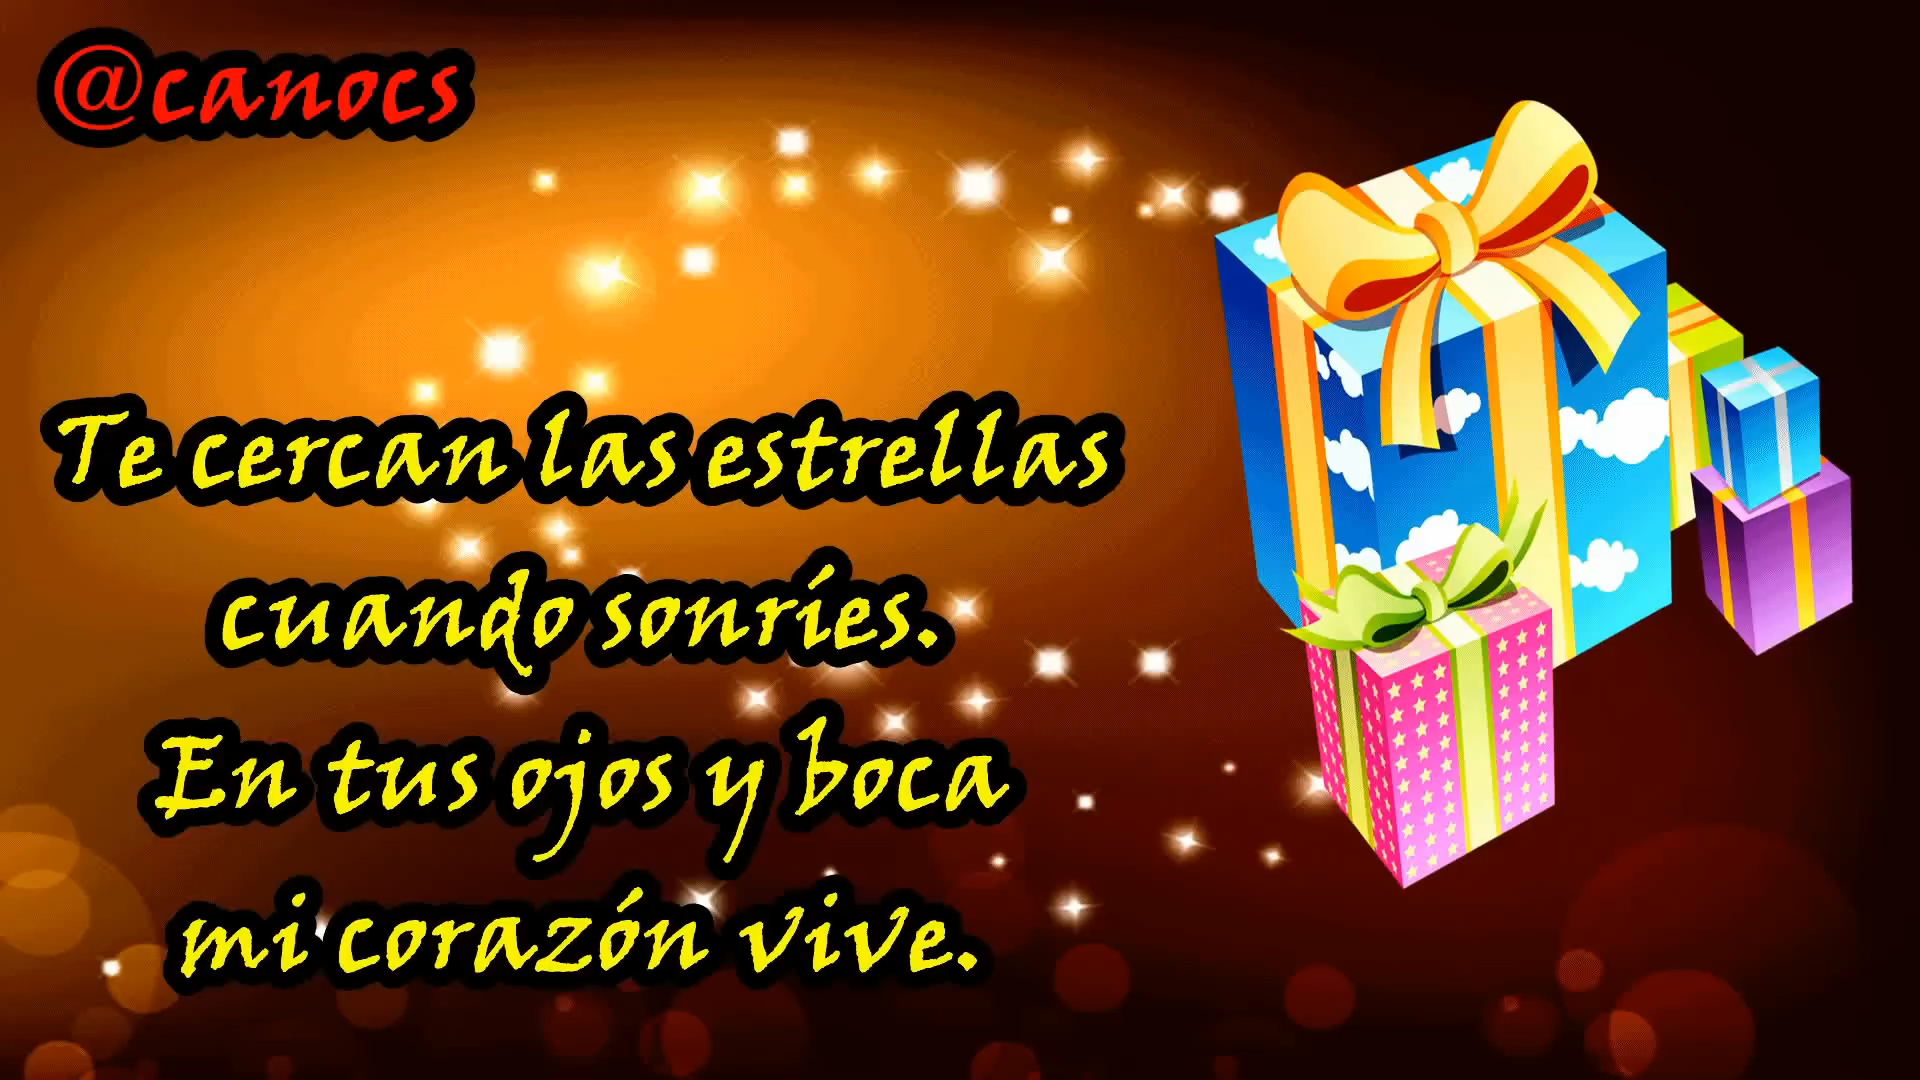 @canocs
Te cercan las estrellas
cuando sonríes.
En tus ojos y boca
mi corazón vive.